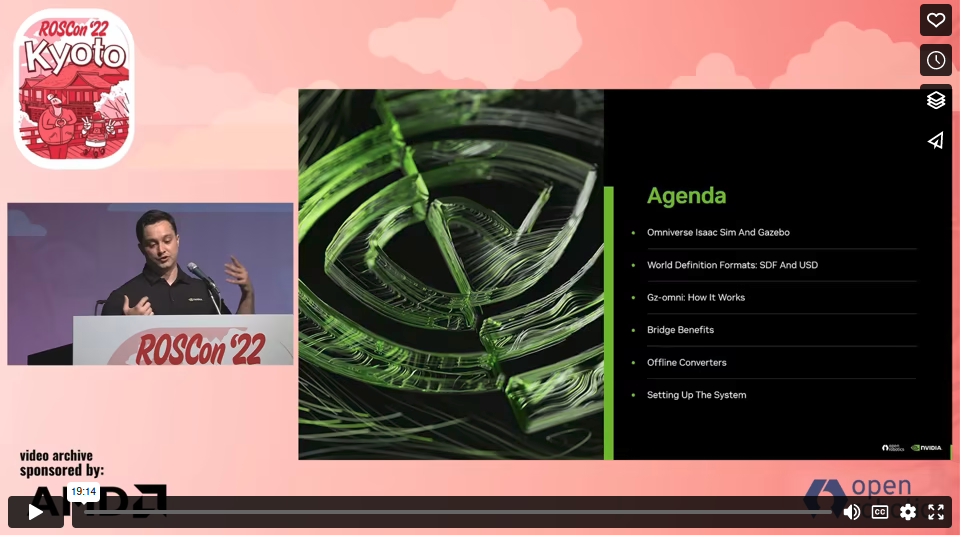 ROSCon '22
Kyoto
Agenda
Omniverse Isaac Sim And Gazebo
World Definition Formats: SDF And USD
Gz-omni: How It Works
Bridge Benefits
Offline Converters
Setting Up The System
open robotics
NVIDIA
ROSCon '22
video archive
sponsored by:
AMD
19:14
open
CC